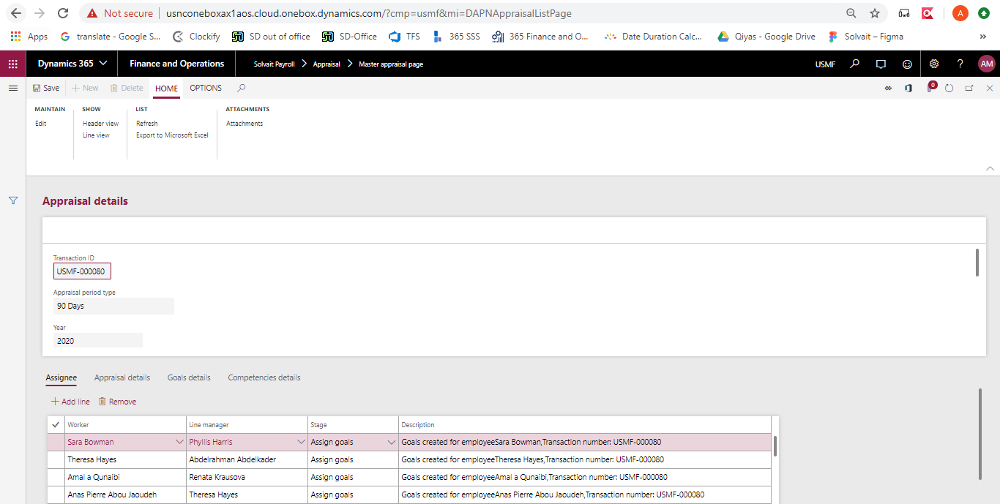 Not secure usnconeboxax1aos.cloud.onebox.dynamics.com/?cmp=usmf&mi=DAPNAppraisalListPage A
Apps translate - Google S... Clockify SD out of office SD-Office TFS 365 SSS 365 Finance and O... Date Duration Calc... Qiyas - Google Drive Solvait – Figma »
Dynamics 365 Finance and Operations Solvait Payroll Appraisal Master appraisal page USMF ? AM
Save New Delete HOME OPTIONS 0
MAINTAIN SHOW LIST ATTACHMENTS
Edit Header view Refresh Attachments
Line view Export to Microsoft Excel
Appraisal details
Transaction ID
USMF-000080
Appraisal period type
90 Days
Year
2020
Assignee Appraisal details Goals details Competencies details
Add line Remove
Worker Line manager Stage Description
Sara Bowman Phyllis Harris Assign goals Goals created for employeeSara Bowman,Transaction number: USMF-000080
Theresa Hayes Abdelrahman Abdelkader Assign goals Goals created for employeeTheresa Hayes,Transaction number: USMF-000080
Amal a Qunaibi Renata Krausova Assign goals Goals created for employeeAmal a Qunaibi,Transaction number: USMF-000080
Anas Pierre Abou Jaoudeh Theresa Hayes Assign goals Goals created for employeeAnas Pierre Abou Jaoudeh,Transaction number: USMF-000080